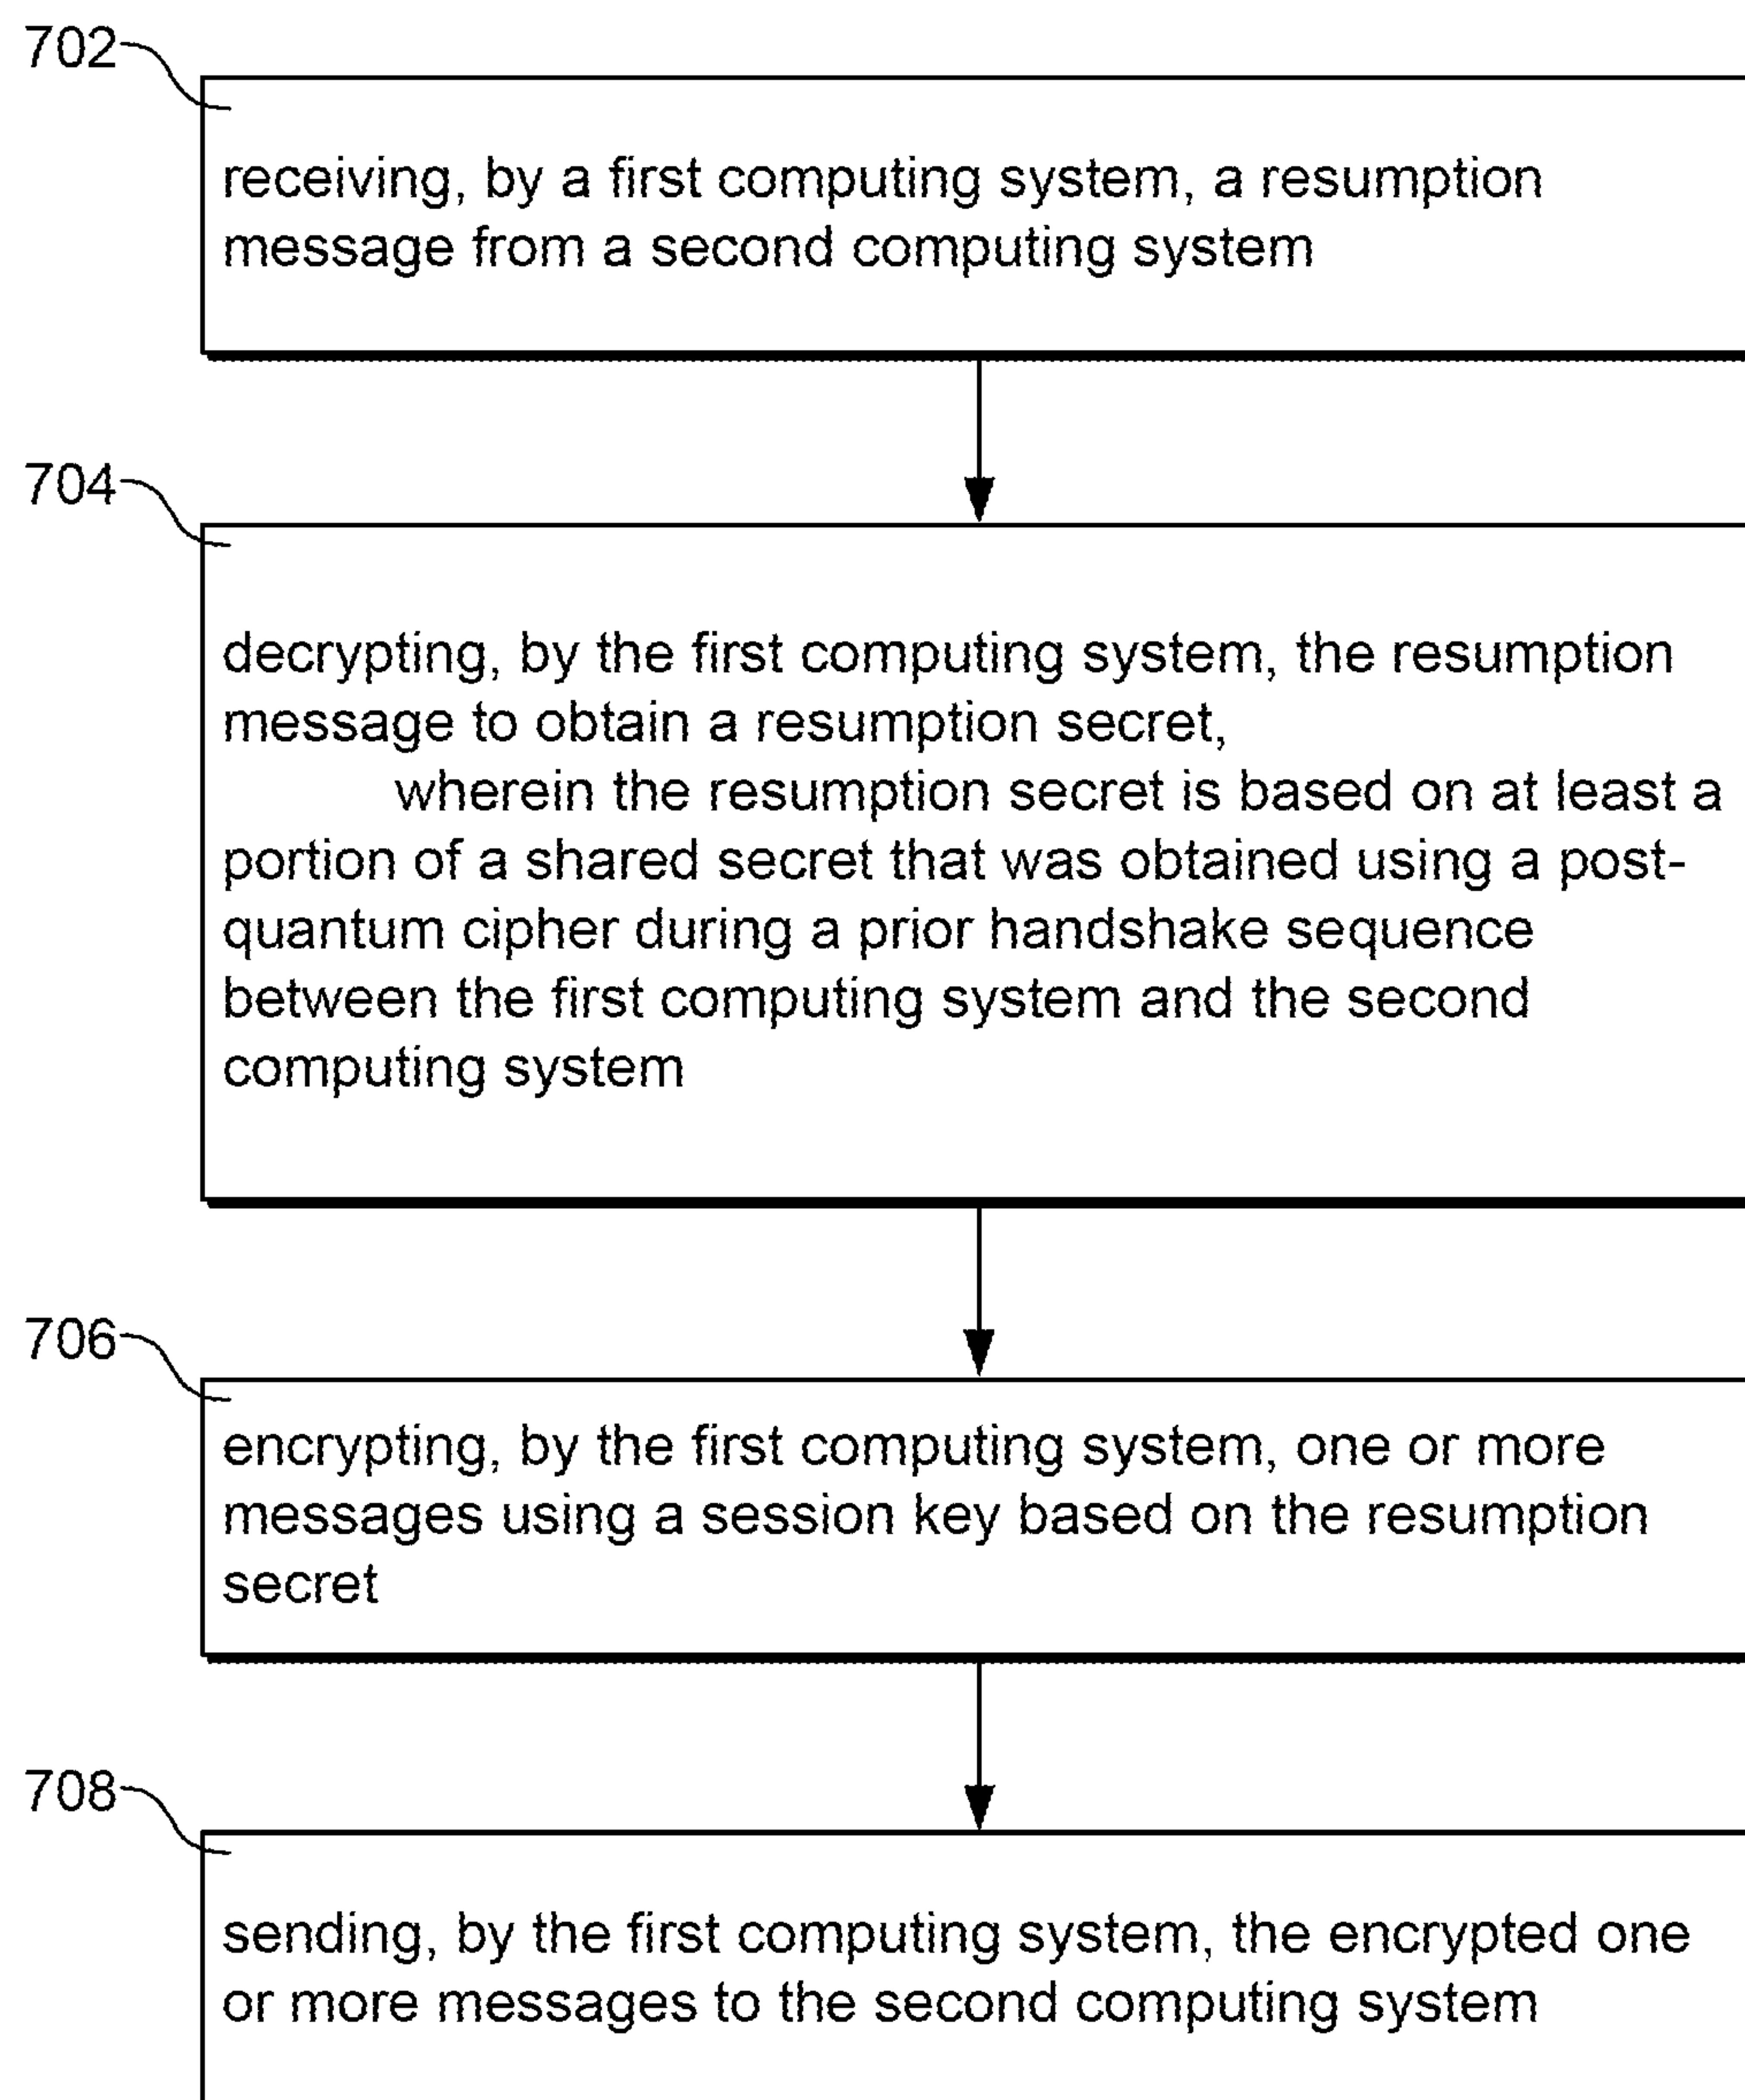 702
receiving, by a first computing system, a resumption
message from a second computing system
704
decrypting, by the first computing system, the resumption
message to obtain a resumption secret,
wherein the resumption secret is based on at least a
portion of a shared secret that was obtained using a post-
quantum cipher during a prior handshake sequence
between the first computing system and the second
computing system
706
encrypting, by the first computing system, one or more
messages using a session key based on the resumption
secret
708
sending, by the first computing system, the encrypted one
or more messages to the second computing system